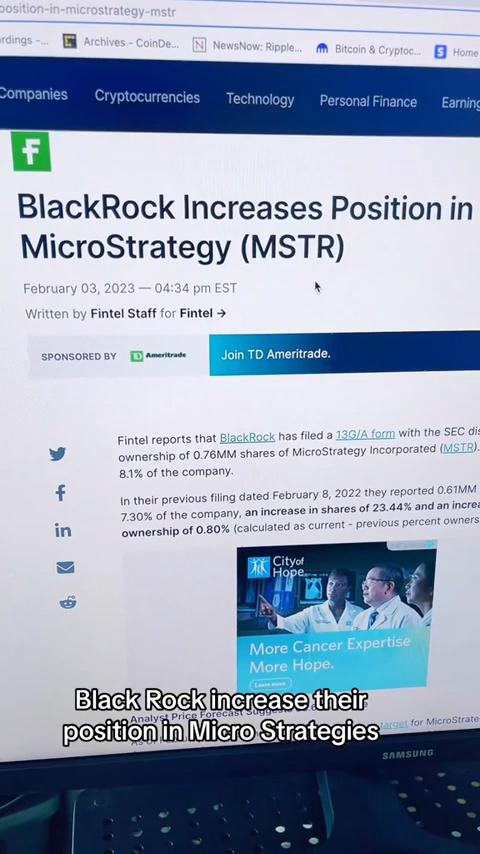 osition-in-microstrategy-mstr
rdings -...
Archives - CoinDe...
NewsNow: Ripple...
Bitcoin & Cryptoc...
Home
Companies
Cryptocurrencies
Technology
Personal Finance
Earning
BlackRock Increases Position in
MicroStrategy (MSTR)
February 03, 2023 — 04:34 pm EST
Written by Fintel Staff for Fintel →
SPONSORED BY
TD Ameritrade
Join TD Ameritrade.
Fintel reports that BlackRock has filed a 13G/A form with the SEC dis
ownership of 0.76MM shares of MicroStrategy Incorporated (MSTR).
8.1% of the company.
In their previous filing dated February 8, 2022 they reported 0.61MM
7.30% of the company, an increase in shares of 23.44% and an increa
ownership of 0.80% (calculated as current - previous percent owners
City of
Hope
More Cancer Expertise
More Hope.
Learn more
Black Rock increase their
position in Micro Strategies
Analyst Price Forecast
target for MicroStrate
SAMSUNG